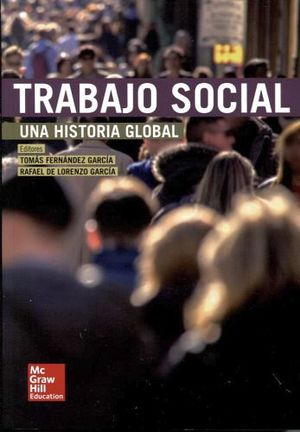 TRABAJO SOCIAL
UNA HISTORIA GLOBAL
Editores
TOMÁS FERNÁNDEZ GARCÍA
RAFAEL DE LORENZO GARCÍA
Mc
Graw
Hill
Education